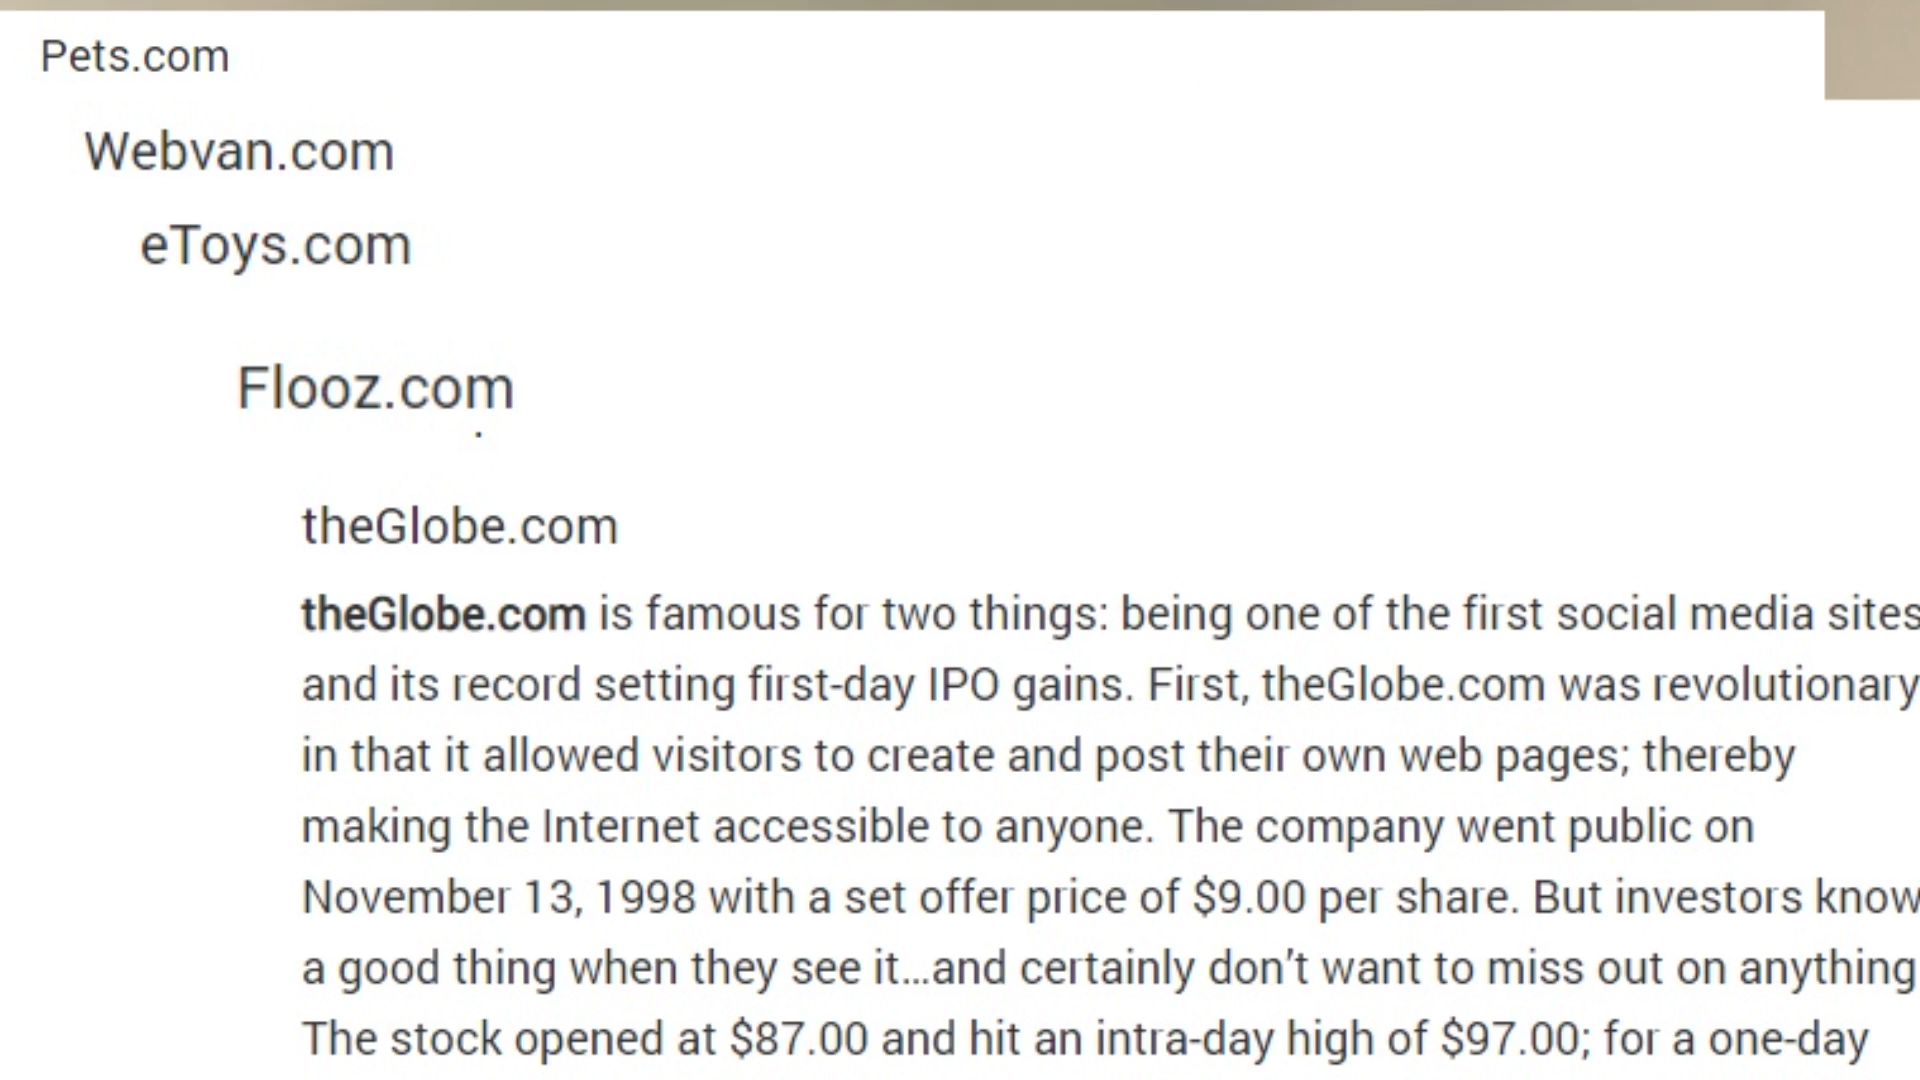 Pets.com
Webvan.com
eToys.com
Flooz.com
theGlobe.com
theGlobe.com is famous for two things: being one of the first social media sites
and its record setting first-day IPO gains. First, theGlobe.com was revolutionary
in that it allowed visitors to create and post their own web pages; thereby
making the Internet accessible to anyone. The company went public on
November 13, 1998 with a set offer price of $9.00 per share. But investors know
a good thing when they see it...and certainly don’t want to miss out on anything
The stock opened at $87.00 and hit an intra-day high of $97.00; for a one-day